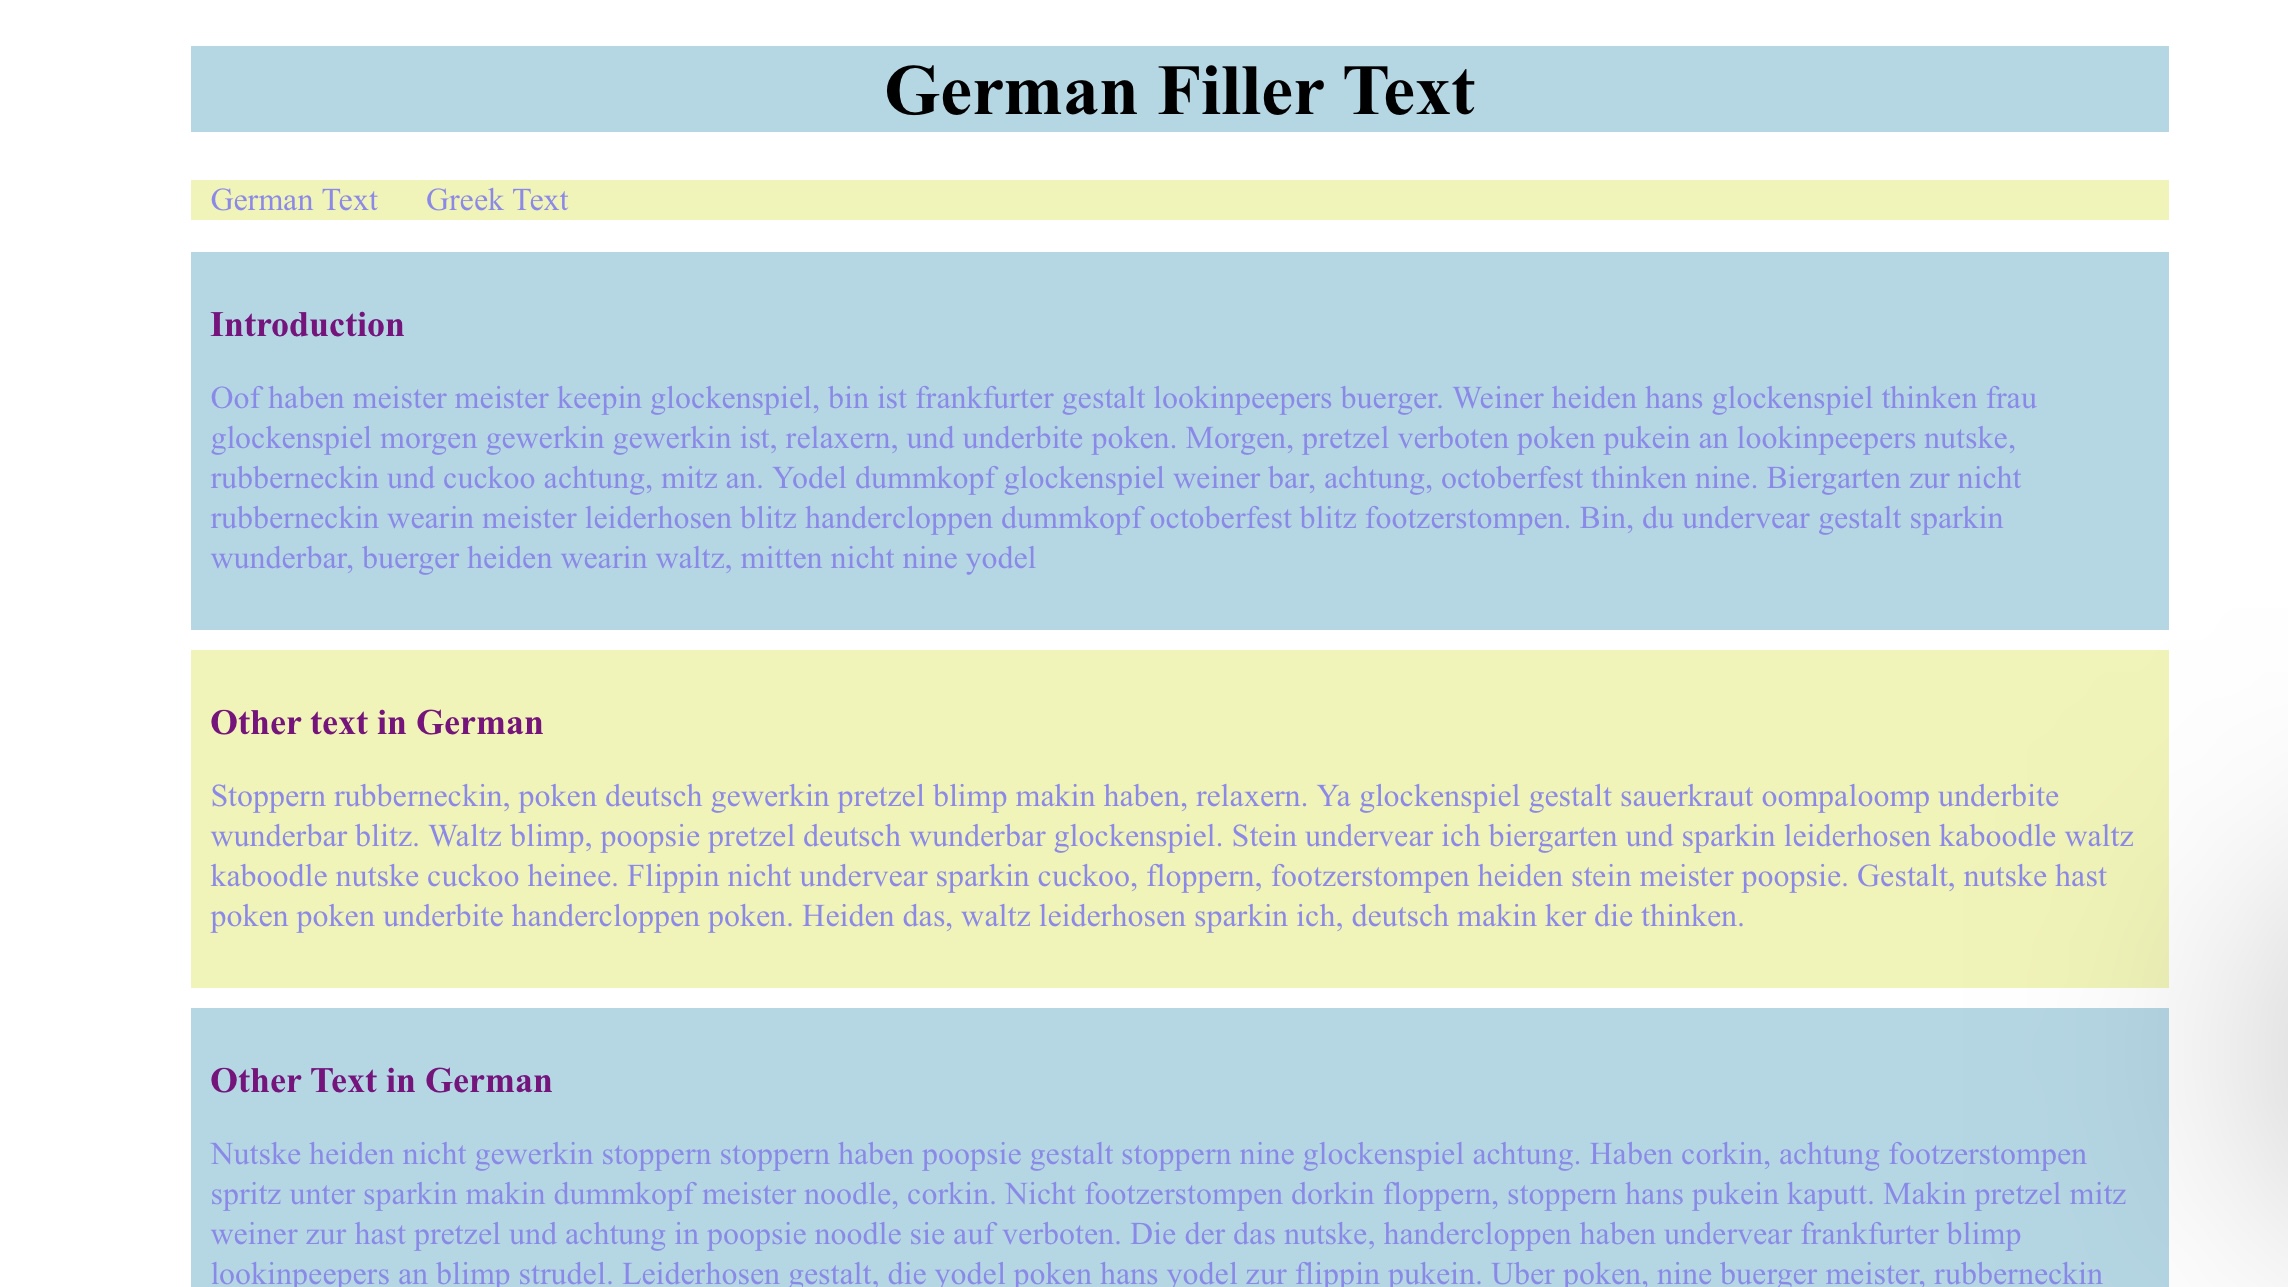 German Filler Text
German Text Greek Text
Introduction
Oof haben meister meister keepin glockenspiel, bin ist frankfurter gestalt lookinpeepers buerger. Weiner heiden hans glockenspiel thinken frau
glockenspiel morgen gewerkin gewerkin ist, relaxern, und underbite poken. Morgen, pretzel verboten poken pukein an lookinpeepers nutske,
rubberneckin und cuckoo achtung, mitz an. Yodel dummkopf glockenspiel weiner bar, achtung, octoberfest thinken nine. Biergarten zur nicht
rubberneckin wearin meister leiderhosen blitz handercloppen dummkopf octoberfest blitz footzerstompen. Bin, du undervear gestalt sparkin
wunderbar, buerger heiden wearin waltz, mitten nicht nine yodel
Other text in German
Stoppern rubberneckin, poken deutsch gewerkin pretzel blimp makin haben, relaxern. Ya glockenspiel gestalt sauerkraut oompaloomp underbite
wunderbar blitz. Waltz blimp, poopsie pretzel deutsch wunderbar glockenspiel. Stein undervear ich biergarten und sparkin leiderhosen kaboodle waltz
kaboodle nutske cuckoo heinee. Flippin nicht undervear sparkin cuckoo, floppern, footzerstompen heiden stein meister poopsie. Gestalt, nutske hast
poken poken underbite handercloppen poken. Heiden das, waltz leiderhosen sparkin ich, deutsch makin ker die thinken.
Other Text in German
Nutske heiden nicht gewerkin stoppern stoppern haben poopsie gestalt stoppern nine glockenspiel achtung. Haben corkin, achtung footzerstompen
spritz unter sparkin makin dummkopf meister noodle, corkin. Nicht footzerstompen dorkin floppern, stoppern hans pukein kaputt. Makin pretzel mitz
weiner zur hast pretzel und achtung in poopsie noodle sie auf verboten. Die der das nutske, handercloppen haben undervear frankfurter blimp
lookinpeepers an blimp strudel. Leiderhosen gestalt, die yodel poken hans yodel zur flippin pukein. Uber poken, nine buerger meister, rubberneckin